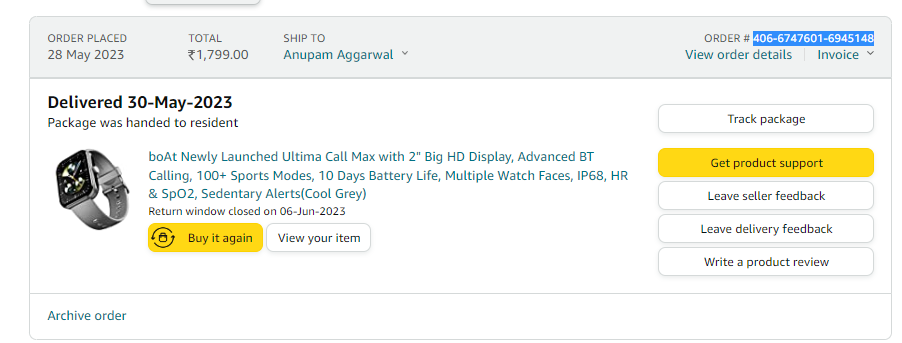 ORDER PLACED
28 May 2023
TOTAL
₹1,799.00
SHIP TO
Anupam Aggarwal
ORDER # 406-6747601-6945148
View order details
Invoice
Delivered 30-May-2023
Package was handed to resident
boAt Newly Launched Ultima Call Max with 2" Big HD Display, Advanced BT
Calling, 100+ Sports Modes, 10 Days Battery Life, Multiple Watch Faces, IP68, HR
& SpO2, Sedentary Alerts(Cool Grey)
Return window closed on 06-Jun-2023
Buy it again
View your item
Track package
Get product support
Leave seller feedback
Leave delivery feedback
Write a product review
Archive order